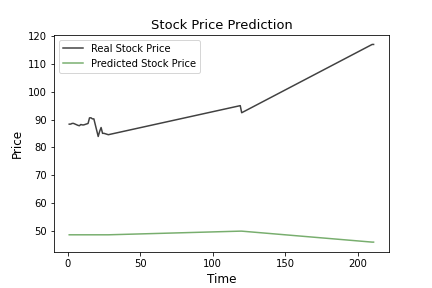 Stock Price Prediction
Real Stock Price
Predicted Stock Price
120
110
100
90
80
70
60
50
Price
0 50 100 150 200
Time